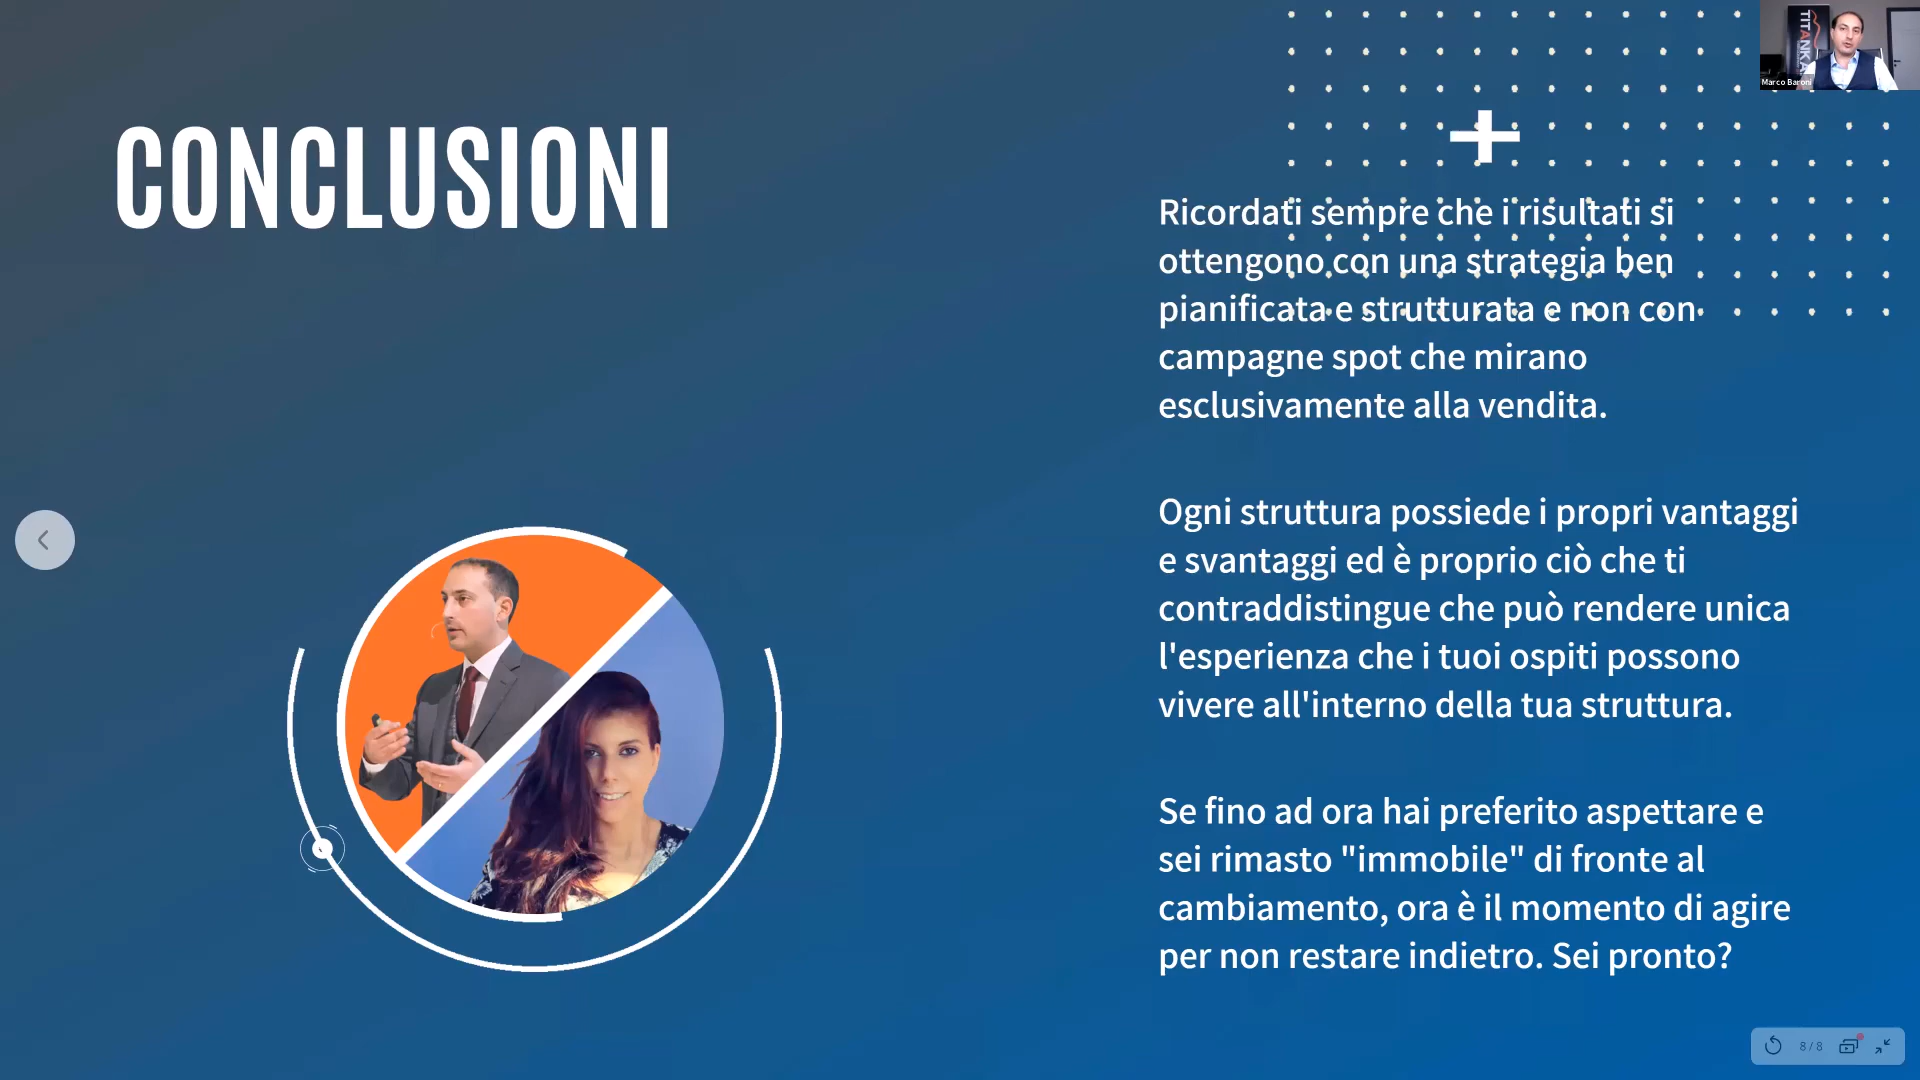 CONCLUSIONI
Ricordati sempre che i risultati si
ottengono con una strategia ben
pianificata e strutturata e non con
campagne spot che mirano
esclusivamente alla vendita.
Ogni struttura possiede i propri vantaggi
e svantaggi ed è proprio ciò che ti
contraddistingue che può rendere unica
l'esperienza che i tuoi ospiti possono
vivere all'interno della tua struttura.
Se fino ad ora hai preferito aspettare e
sei rimasto "immobile" di fronte al
cambiamento, ora è il momento di agire
per non restare indietro. Sei pronto?
TITANKA
Marco Baroni
8/8